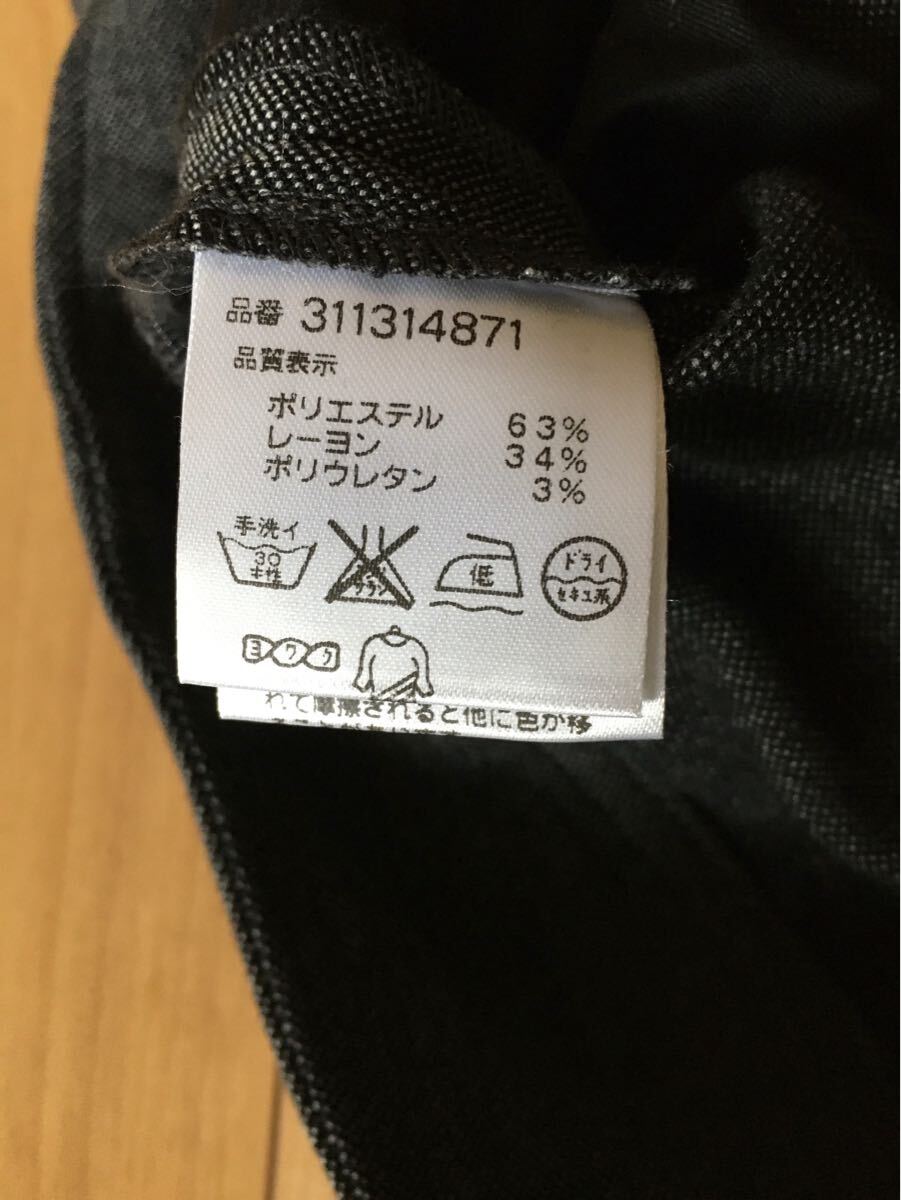 品番 311314871
品質表示
ポリエステル 63%
レーヨン 34%
ポリウレタン 3%
手洗イ
30
中性
低
ドライ
セキユ系
ヨワク
れて摩擦されると他に色が移